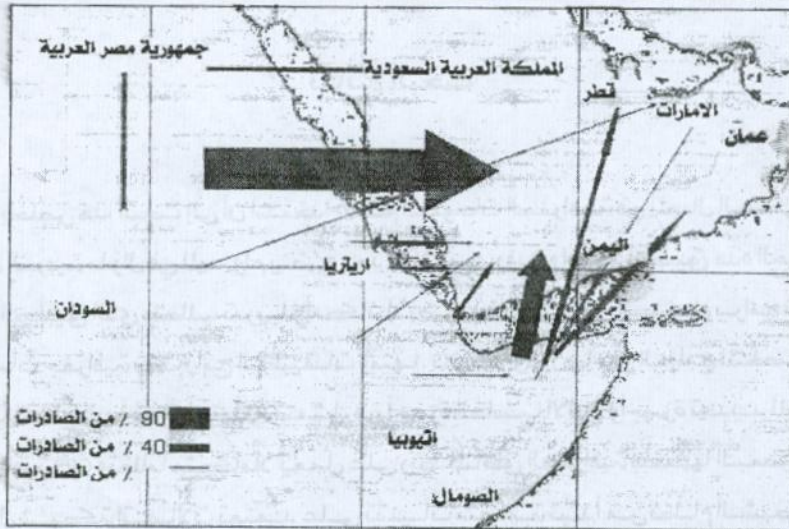 جمهورية مصر العربية
المملكة العربية السعودية
قطر
الامارات
عمان
اليمن
اريتريا
السودان
اثيوبيا
الصومال
90 ٪ من الصادرات
40 ٪ من الصادرات
٪ من الصادرات